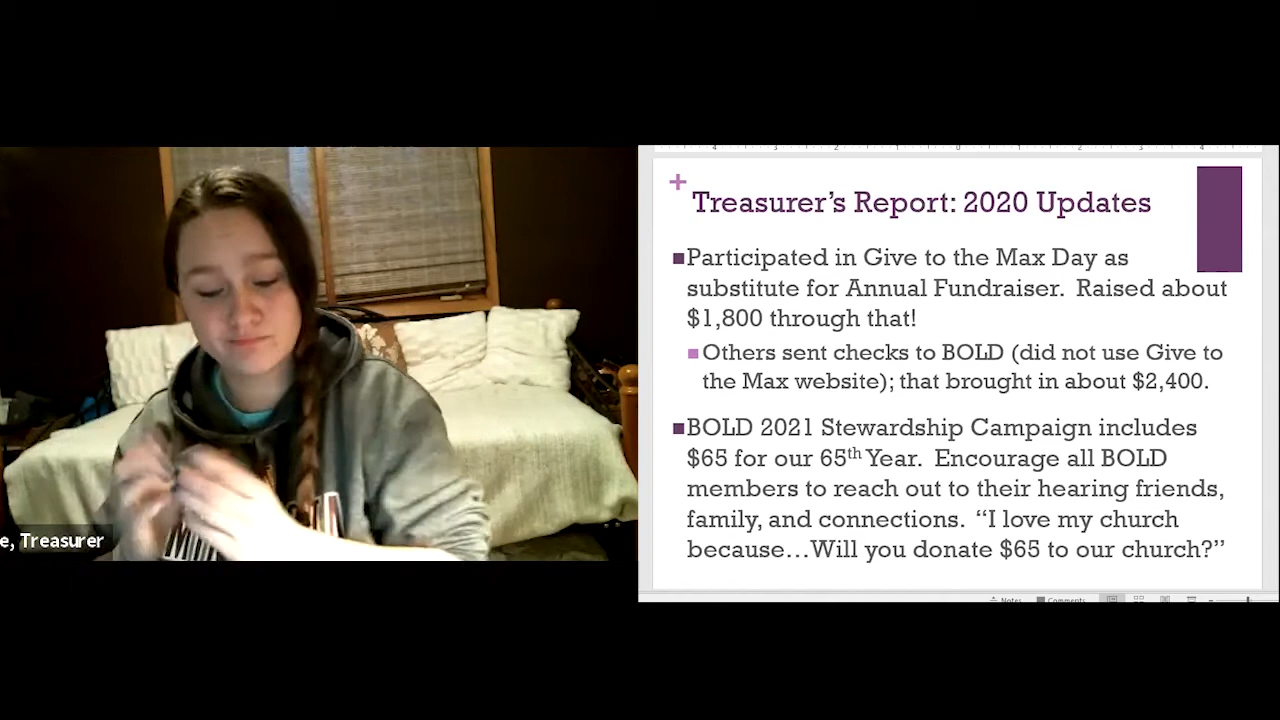 e, Treasurer
+
Treasurer's Report: 2020 Updates
Participated in Give to the Max Day as
substitute for Annual Fundraiser. Raised about
$1,800 through that!
Others sent checks to BOLD (did not use Give to
the Max website); that brought in about $2,400.
BOLD 2021 Stewardship Campaign includes
$65 for our 65th Year. Encourage all BOLD
members to reach out to their hearing friends,
family, and connections. “I love my church
because…Will you donate $65 to our church?”
Notes Comments